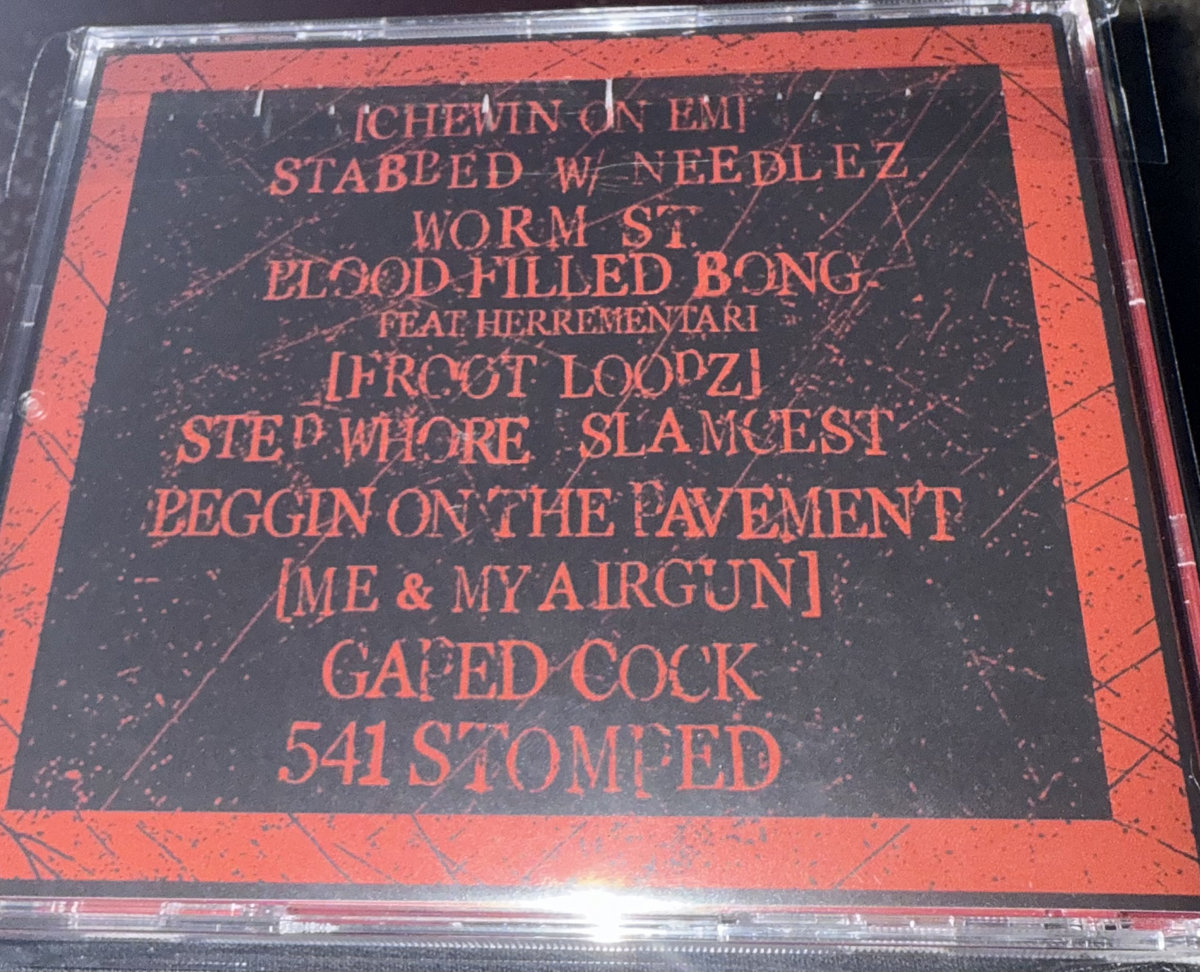 [CHEWIN ON EM]
STABBED W/ NEEDLEZ
WORM ST.
BLOOD FILLED BONG
FEAT. HERREMENTARI
[FROOT LOOPZ]
STEP WHORE SLAMCEST
PEGGIN ON THE PAVEMENT
[ME & MY AIRGUN]
GAPED COCK
541 STOMPED